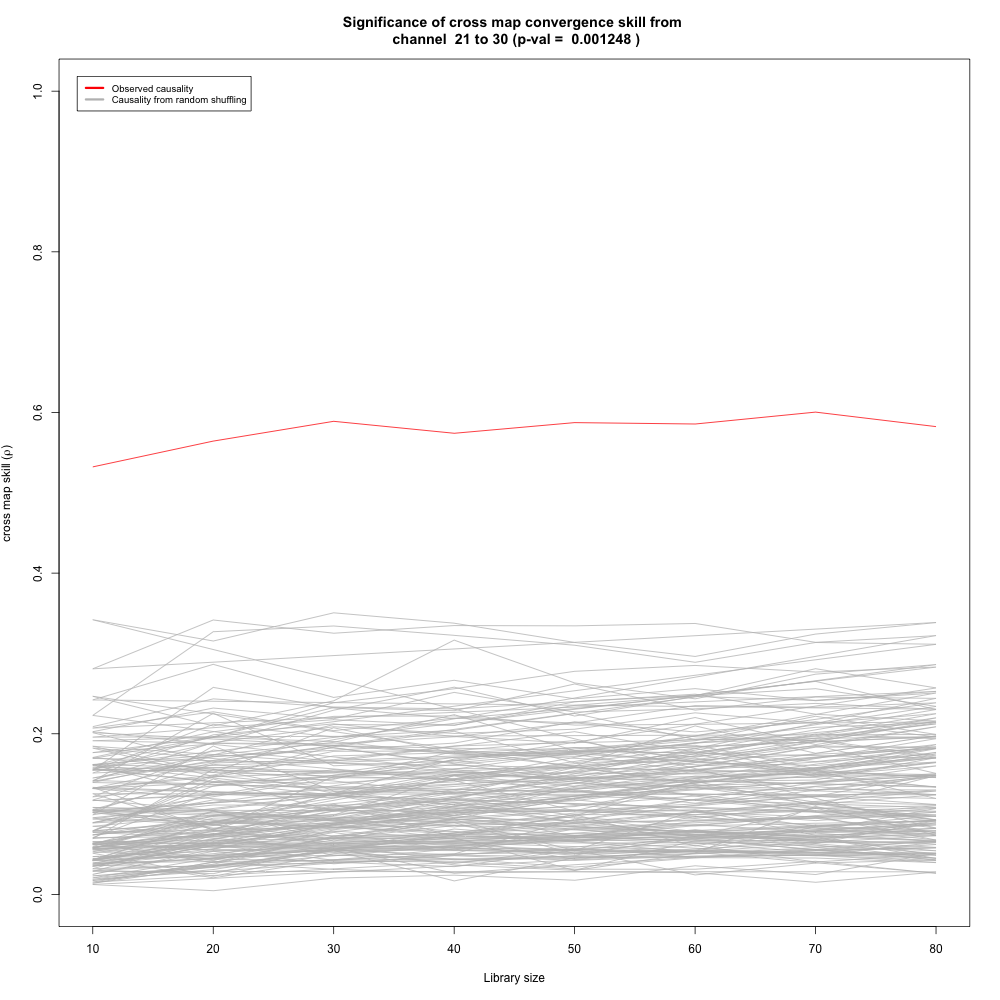 Significance of cross map convergence skill from
channel  21 to 30 (p-val =  0.001248 )
Observed causality
Causality from random shuffling
1.0
0.8
0.6
0.4
0.2
0.0
cross map skill (ρ)
10 20 30 40 50 60 70 80
Library size